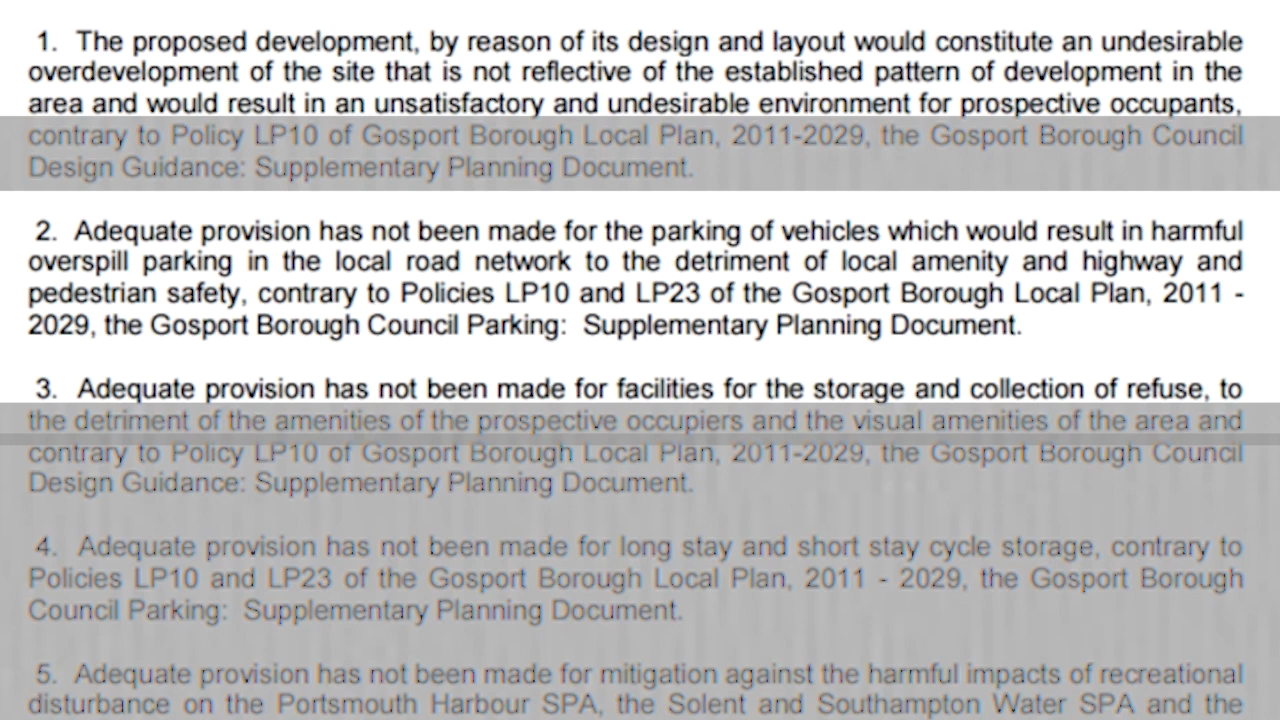 1. The proposed development, by reason of its design and layout would constitute an undesirable
overdevelopment of the site that is not reflective of the established pattern of development in the
area and would result in an unsatisfactory and undesirable environment for prospective occupants,
contrary to Policy LP10 of Gosport Borough Local Plan, 2011-2029, the Gosport Borough Council
Design Guidance: Supplementary Planning Document.
2. Adequate provision has not been made for the parking of vehicles which would result in harmful
overspill parking in the local road network to the detriment of local amenity and highway and
pedestrian safety, contrary to Policies LP10 and LP23 of the Gosport Borough Local Plan, 2011 -
2029, the Gosport Borough Council Parking: Supplementary Planning Document.
3. Adequate provision has not been made for facilities for the storage and collection of refuse, to
the detriment of the amenities of the prospective occupiers and the visual amenities of the area and
contrary to Policy LP10 of Gosport Borough Local Plan, 2011-2029, the Gosport Borough Council
Design Guidance: Supplementary Planning Document.
4. Adequate provision has not been made for long stay and short stay cycle storage, contrary to
Policies LP10 and LP23 of the Gosport Borough Local Plan, 2011 - 2029, the Gosport Borough
Council Parking: Supplementary Planning Document.
5. Adequate provision has not been made for mitigation against the harmful impacts of recreational
disturbance on the Portsmouth Harbour SPA, the Solent and Southampton Water SPA and the